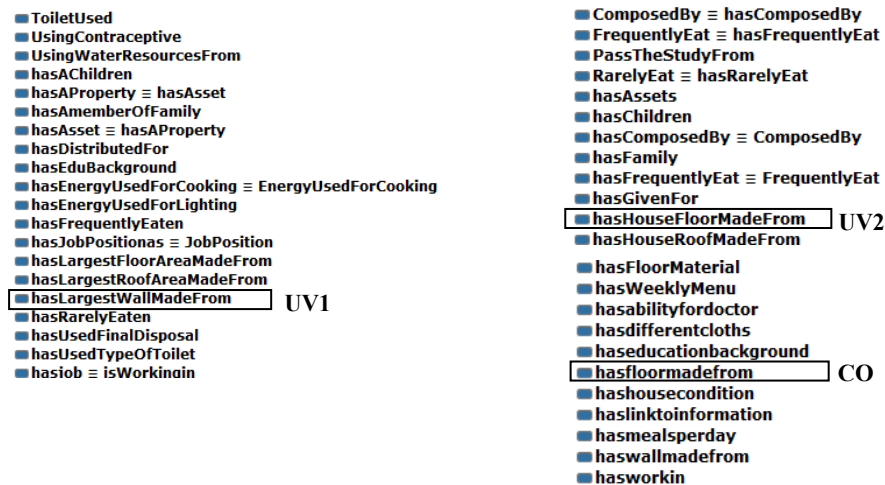 ToiletUsed
UsingContraceptive
UsingWaterResourcesFrom
hasAChildren
hasAProperty ≡ hasAsset
hasAmemberOfFamily
hasAsset ≡ hasAProperty
hasDistributedFor
hasEduBackground
hasEnergyUsedForCooking ≡ EnergyUsedForCooking
hasEnergyUsedForLighting
hasFrequentlyEaten
hasJobPositionas ≡ JobPosition
hasLargestFloorAreaMadeFrom
hasLargestRoofAreaMadeFrom
hasLargestWallMadeFrom UV1
hasRarelyEaten
hasUsedFinalDisposal
hasUsedTypeOfToilet
hasjob ≡ isWorkingin
ComposedBy ≡ hasComposedBy
FrequentlyEat ≡ hasFrequentlyEat
PassTheStudyFrom
RarelyEat ≡ hasRarelyEat
hasAssets
hasChildren
hasComposedBy ≡ ComposedBy
hasFamily
hasFrequentlyEat ≡ FrequentlyEat
hasGivenFor
hasHouseFloorMadeFrom UV2
hasHouseRoofMadeFrom
hasFloorMaterial
hasWeeklyMenu
hasabilityfordoctor
hasdifferentcloths
haseducationbackground
hasfloormadefrom CO
hashousecondition
haslinktoinformation
hasmealsperday
haswallmadefrom
hasworkin